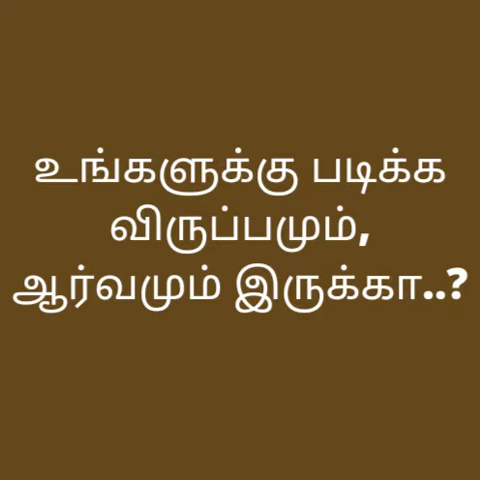 உங்களுக்கு படிக்க
விருப்பமும்,
ஆர்வமும் இருக்கா..?